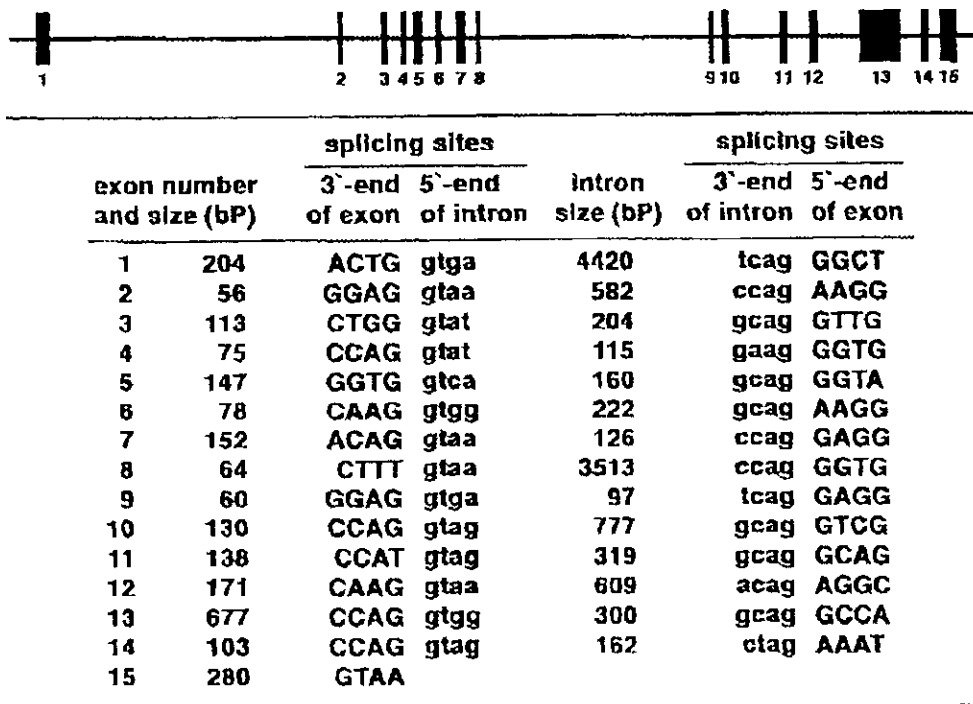 1 2 3 4 5 6 7 8 9 10 11 12 13 14 15
splicing sites splicing sites
exon number 3`-end 5`-end intron 3`-end 5`-end
and size (bP) of exon of intron size (bP) of intron of exon
1 204 ACTG gtga 4420 tcag GGCT
2 56 GGAG gtaa 582 ccag AAGG
3 113 CTGG gtat 204 gcag GTTG
4 75 CCAG gtat 115 gaag GGTG
5 147 GGTG gtca 160 gcag GGTA
6 78 CAAG gtgg 222 gcag AAGG
7 152 ACAG gtaa 126 ccag GAGG
8 64 CTTT gtaa 3513 ccag GGTG
9 60 GGAG gtga 97 tcag GAGG
10 130 CCAG gtag 777 gcag GTCG
11 138 CCAT gtag 319 gcag GCAG
12 171 CAAG gtaa 609 acag AGGC
13 677 CCAG gtgg 300 gcag GCCA
14 103 CCAG gtag 162 ctag AAAT
15 280 GTAA